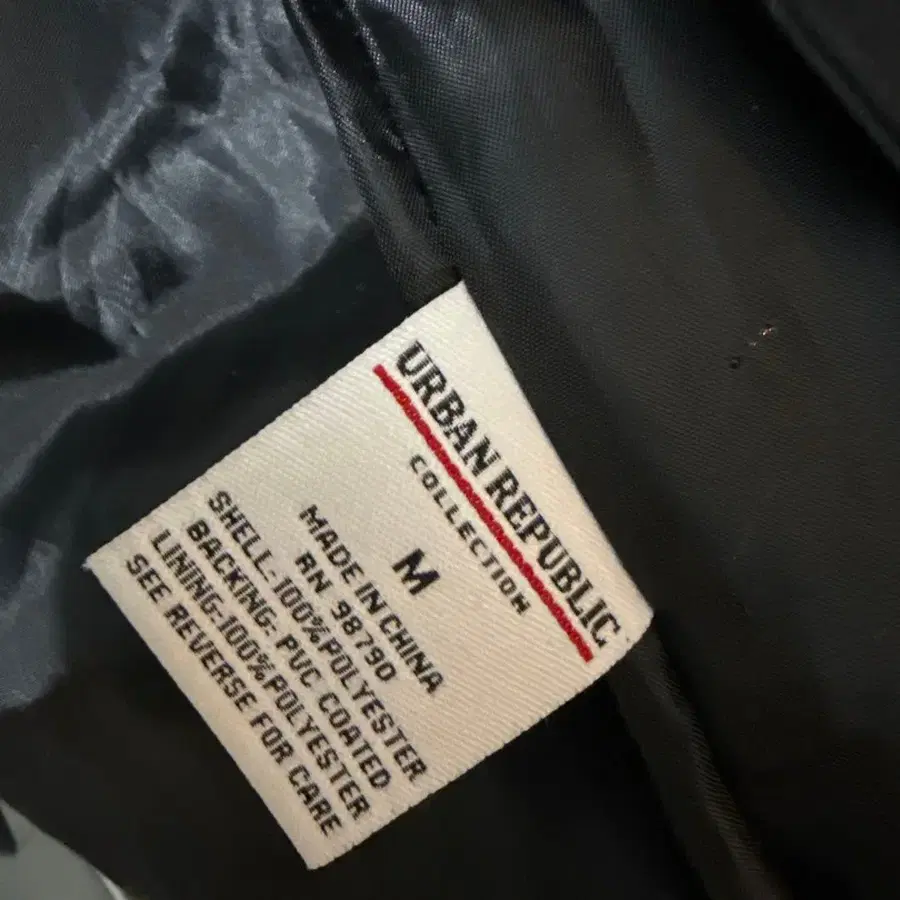 URBAN REPUBLIC
COLLECTION
M
MADE IN CHINA
RN 98790
SHELL:100%POLYESTER
BACKING: PVC COATED
LINING:100%POLYESTER
SEE REVERSE FOR CARE